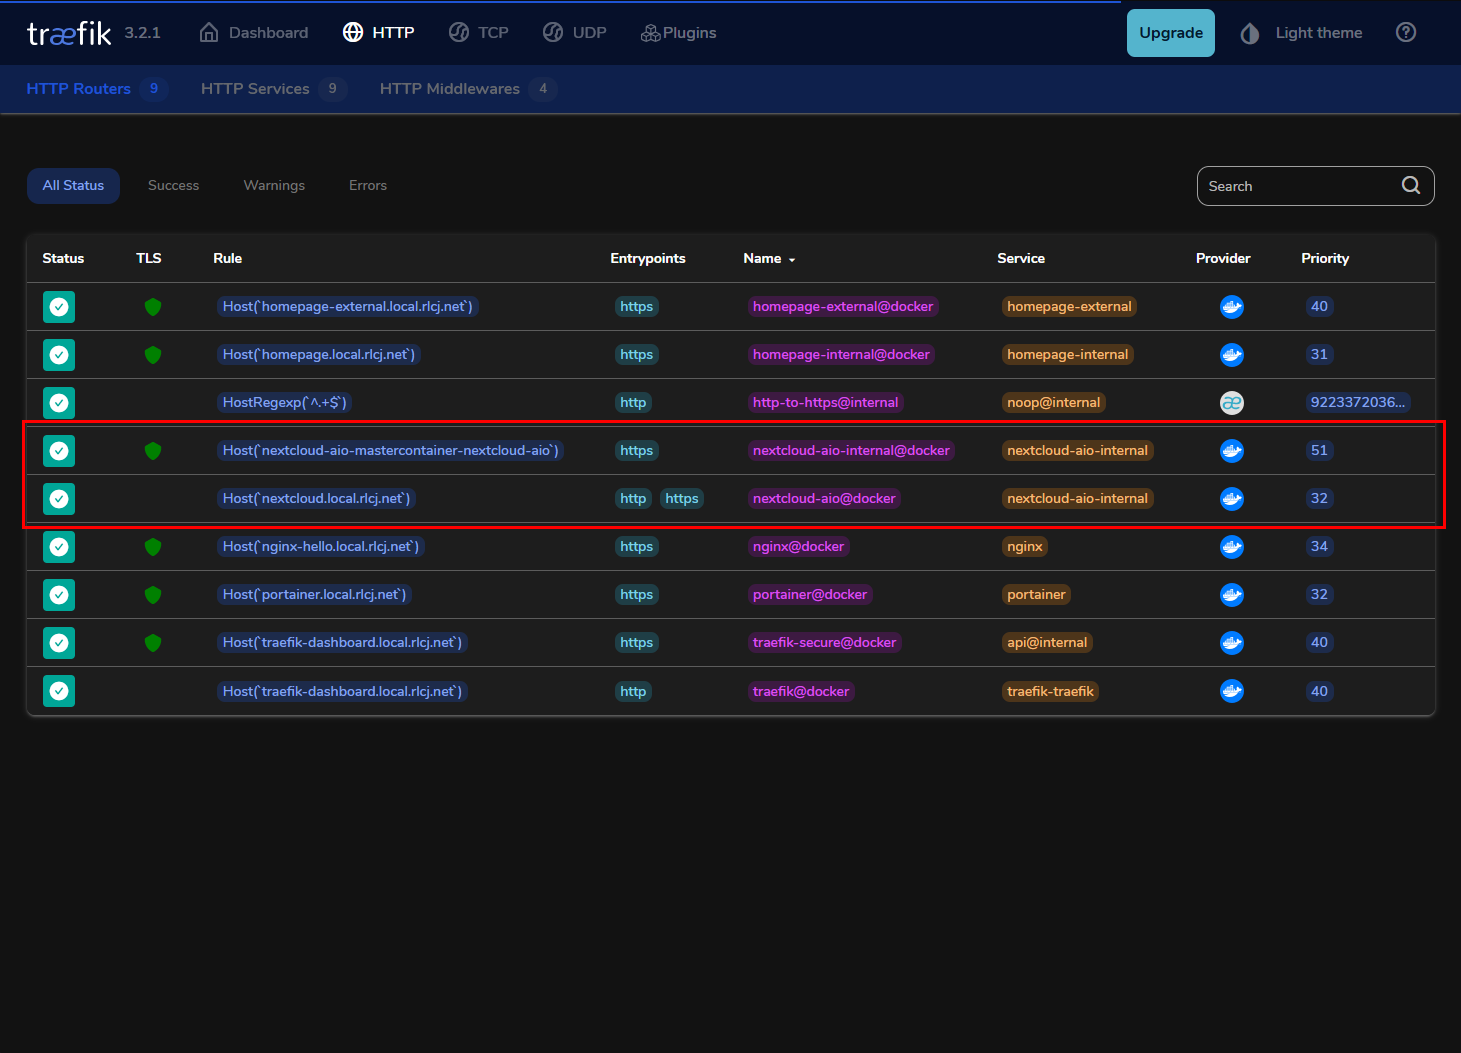 træfik 3.2.1 Dashboard HTTP TCP UDP Plugins Upgrade Light theme ?
HTTP Routers 9 HTTP Services 9 HTTP Middlewares 4
All Status Success Warnings Errors Search
Status TLS Rule Entrypoints Name Service Provider Priority
Host(`homepage-external.local.rlcj.net`) https homepage-external@docker homepage-external 40
Host(`homepage.local.rlcj.net`) https homepage-internal@docker homepage-internal 31
HostRegexp(`^.+$`) http http-to-https@internal noop@internal æ 9223372036...
Host(`nextcloud-aio-mastercontainer-nextcloud-aio`) https nextcloud-aio-internal@docker nextcloud-aio-internal 51
Host(`nextcloud.local.rlcj.net`) http https nextcloud-aio@docker nextcloud-aio-internal 32
Host(`nginx-hello.local.rlcj.net`) https nginx@docker nginx 34
Host(`portainer.local.rlcj.net`) https portainer@docker portainer 32
Host(`traefik-dashboard.local.rlcj.net`) https traefik-secure@docker api@internal 40
Host(`traefik-dashboard.local.rlcj.net`) http traefik@docker traefik-traefik 40